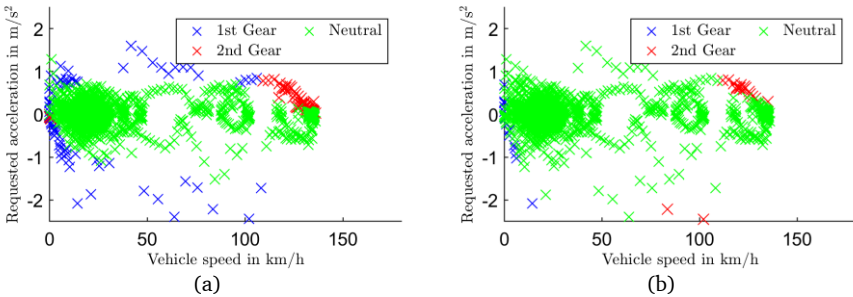 1st Gear Neutral
2nd Gear
2
1
0
-1
-2
0 50 100 150
Requested acceleration in m/s²
Vehicle speed in km/h
(a)
1st Gear Neutral
2nd Gear
2
1
0
-1
-2
0 50 100 150
Requested acceleration in m/s²
Vehicle speed in km/h
(b)